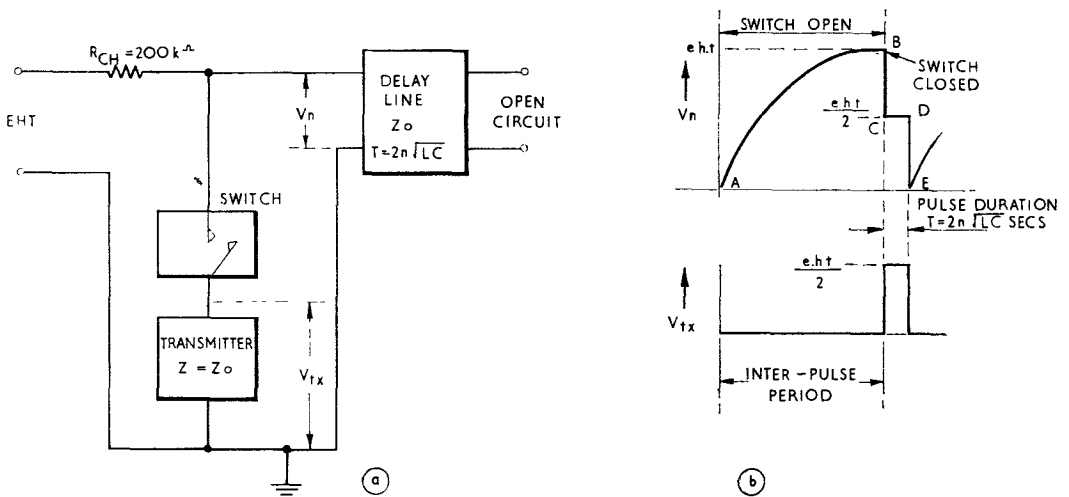 R_CH = 200 k Ω
EHT
SWITCH
TRANSMITTER
Z = Zo
Vtx
Vn
DELAY
LINE
Zo
T=2n√LC
OPEN
CIRCUIT
a
SWITCH OPEN
e.h.t
B
SWITCH
CLOSED
Vn
e.h.t/2
C
D
A
E
PULSE DURATION
T=2n√LC SECS
e.h.t/2
Vtx
INTER-PULSE
PERIOD
b